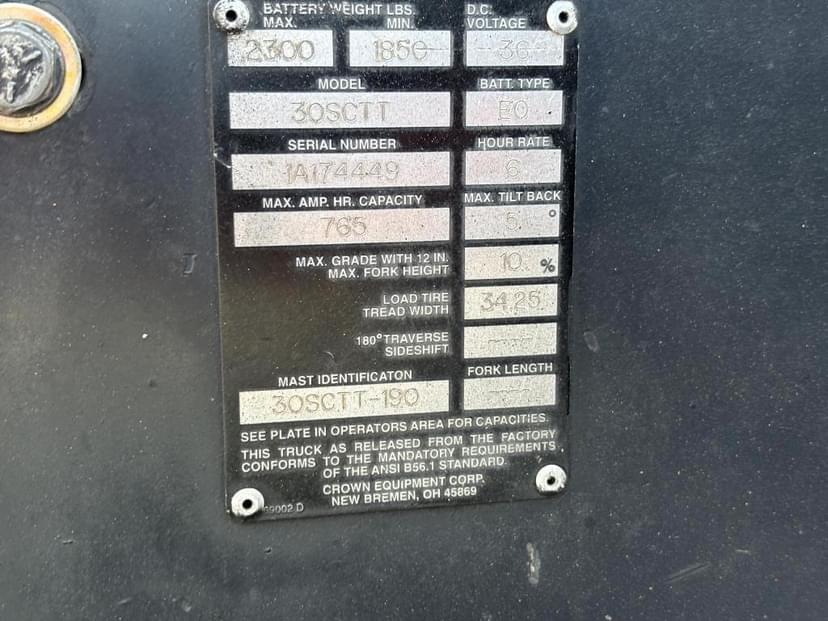 BATTERY WEIGHT LBS. D.C.
MAX. MIN. VOLTAGE
2300 1850 36
MODEL BATT. TYPE
30SCTT EO
SERIAL NUMBER HOUR RATE
1A174449 6
MAX. AMP. HR. CAPACITY MAX. TILT BACK
765 5 °
MAX. GRADE WITH 12 IN.
MAX. FORK HEIGHT 10 %
LOAD TIRE
TREAD WIDTH 34.25
180° TRAVERSE
SIDESHIFT ----
MAST IDENTIFICATON FORK LENGTH
30SCTT-190 ----
SEE PLATE IN OPERATORS AREA FOR CAPACITIES
THIS TRUCK AS RELEASED FROM THE FACTORY
CONFORMS TO THE MANDATORY REQUIREMENTS
OF THE ANSI B56.1 STANDARD.
CROWN EQUIPMENT CORP.
NEW BREMEN, OH 45869
69002 D